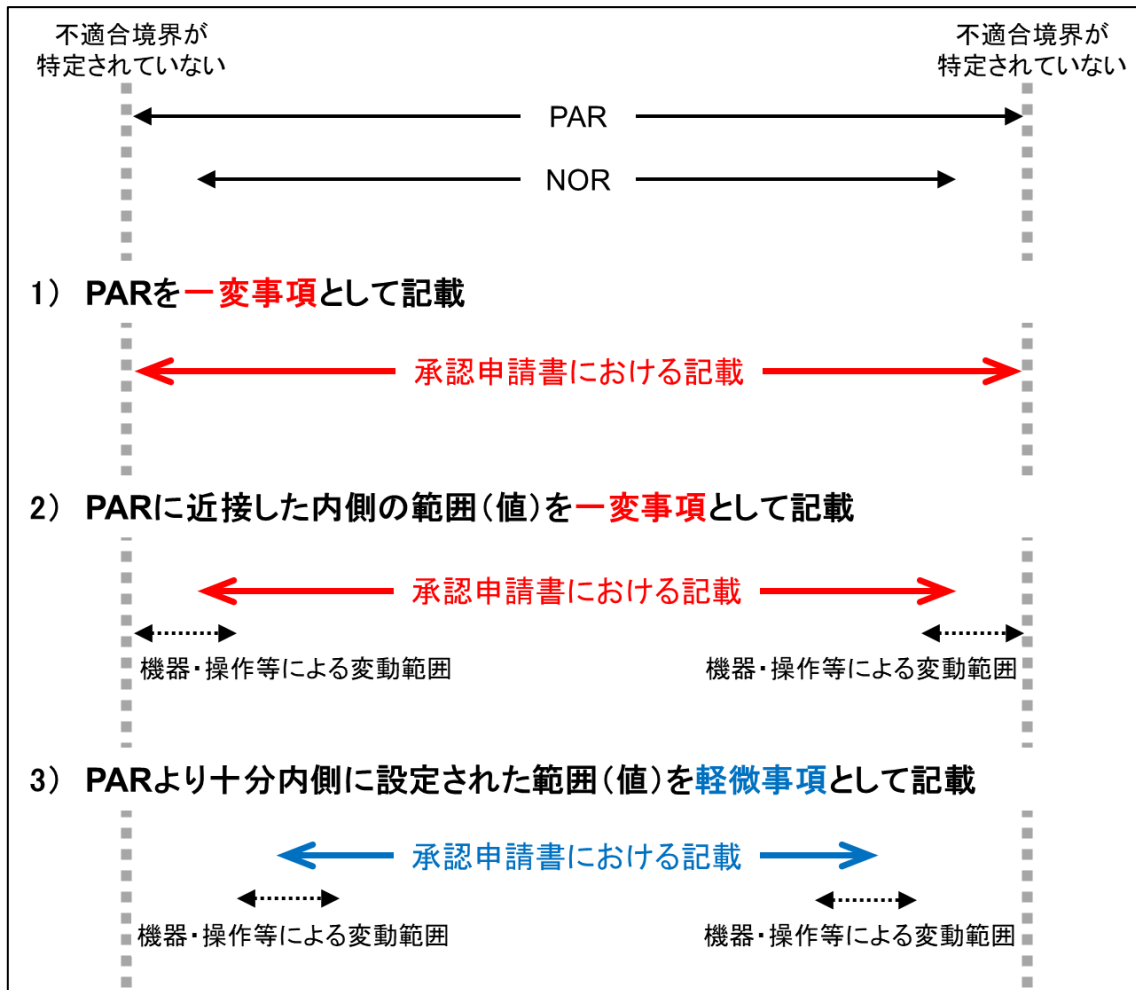 不適合境界が
特定されていない
不適合境界が
特定されていない
PAR
NOR
1) PARを一変事項として記載
承認申請書における記載
2) PARに近接した内側の範囲(値)を一変事項として記載
承認申請書における記載
機器・操作等による変動範囲
機器・操作等による変動範囲
3) PARより十分内側に設定された範囲(値)を軽微事項として記載
承認申請書における記載
機器・操作等による変動範囲
機器・操作等による変動範囲